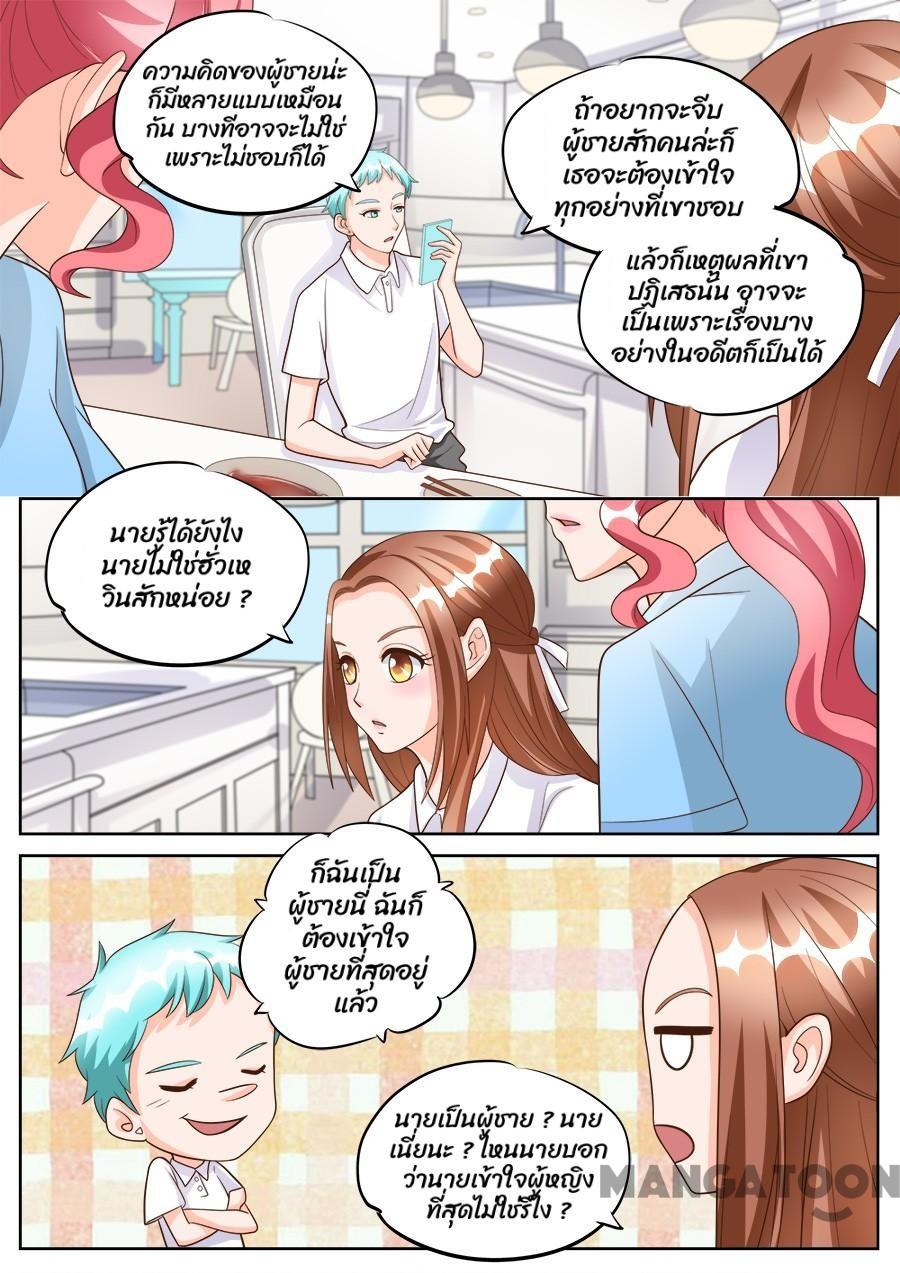 ความคิดของผู้ชายน่ะ
ก็มีหลายแบบเหมือน
กัน บางทีอาจจะไม่ใช่
เพราะไม่ชอบก็ได้
ถ้าอยากจะจีบ
ผู้ชายสักคนล่ะก็
เธอจะต้องเข้าใจ
ทุกอย่างที่เขาชอบ
แล้วก็เหตุผลที่เขา
ปฏิเสธนั้น อาจจะ
เป็นเพราะเรื่องบาง
อย่างในอดีตก็เป็นได้
นายรู้ได้ยังไง
นายไม่ใช่ฮั่วเห
วินสักหน่อย ?
ก็ฉันเป็น
ผู้ชายนี่ ฉันก็
ต้องเข้าใจ
ผู้ชายที่สุดอยู่
แล้ว
นายเป็นผู้ชาย ? นาย
เนี่ยนะ ? ไหนนายบอก
ว่านายเข้าใจผู้หญิง
ที่สุดไม่ใช่รึไง ?
MANGATOON